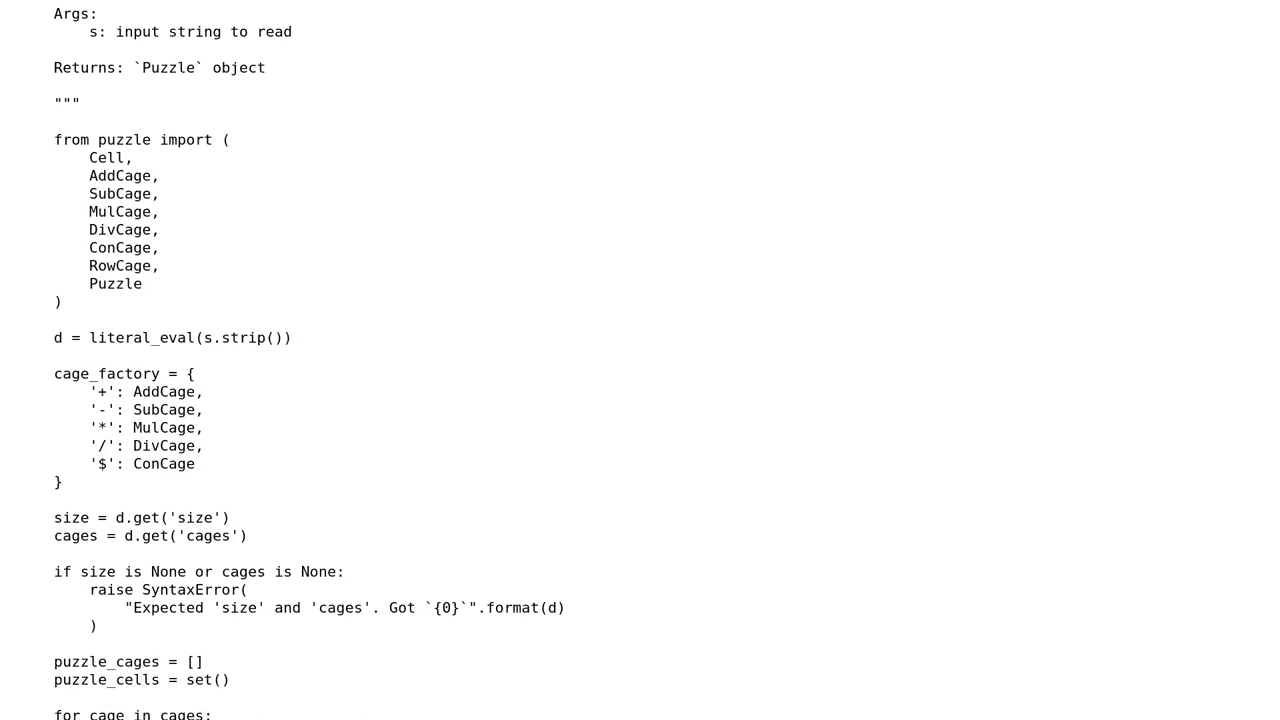 Args:
    s: input string to read

Returns: `Puzzle` object

"""

from puzzle import (
    Cell,
    AddCage,
    SubCage,
    MulCage,
    DivCage,
    ConCage,
    RowCage,
    Puzzle
)

d = literal_eval(s.strip())

cage_factory = {
    '+': AddCage,
    '-': SubCage,
    '*': MulCage,
    '/': DivCage,
    '$': ConCage
}

size = d.get('size')
cages = d.get('cages')

if size is None or cages is None:
    raise SyntaxError(
        "Expected 'size' and 'cages'. Got `{0}`".format(d)
    )

puzzle_cages = []
puzzle_cells = set()

for cage in cages: